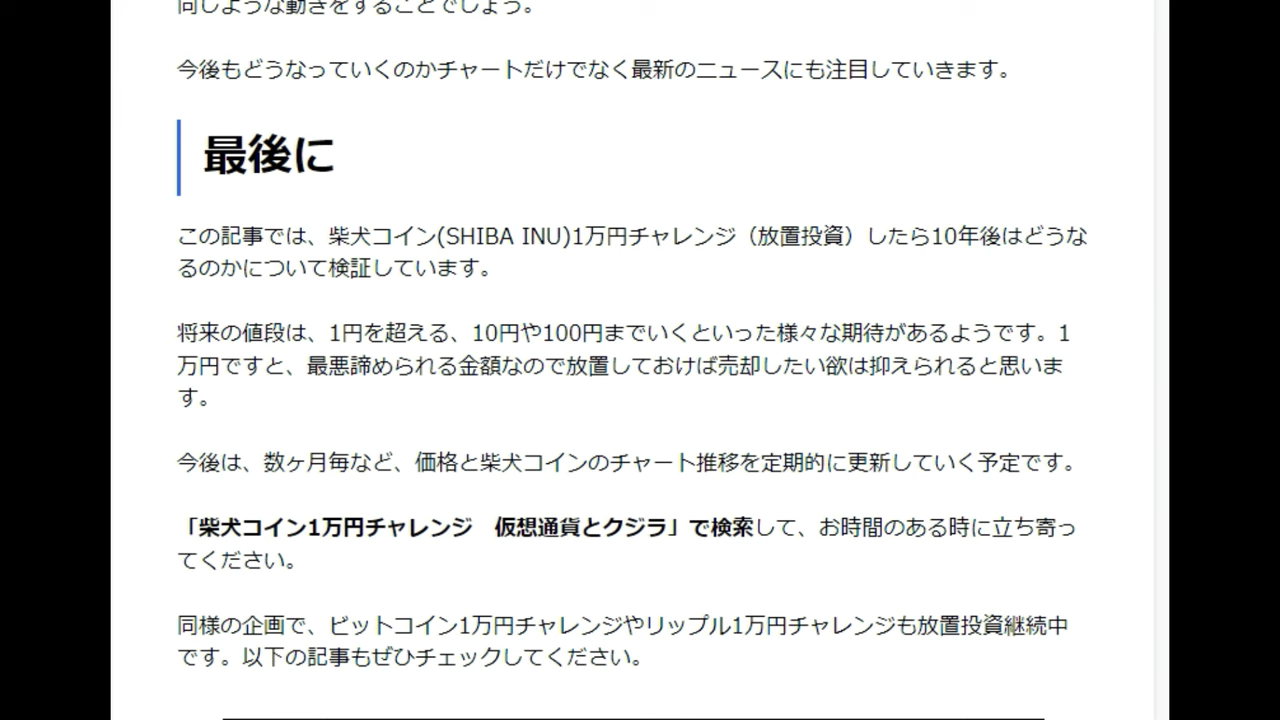 同じような動きをすることでしょう。
今後もどうなっていくのかチャートだけでなく最新のニュースにも注目していきます。
最後に
この記事では、柴犬コイン(SHIBA INU)1万円チャレンジ（放置投資）したら10年後はどうな
るのかについて検証しています。
将来の値段は、1円を超える、10円や100円までいくといった様々な期待があるようです。1
万円ですと、最悪諦められる金額なので放置しておけば売却したい欲は抑えられると思いま
す。
今後は、数ヶ月毎など、価格と柴犬コインのチャート推移を定期的に更新していく予定です。
「柴犬コイン1万円チャレンジ　仮想通貨とクジラ」で検索して、お時間のある時に立ち寄っ
てください。
同様の企画で、ビットコイン1万円チャレンジやリップル1万円チャレンジも放置投資継続中
です。以下の記事もぜひチェックしてください。